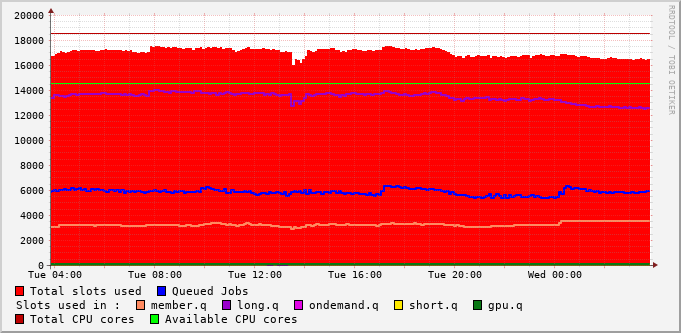 20000
18000
16000
14000
12000
10000
8000
6000
4000
2000
0
Tue 04:00 Tue 08:00 Tue 12:00 Tue 16:00 Tue 20:00 Wed 00:00
Total slots used Queued Jobs
Slots used in : member.q long.q ondemand.q short.q gpu.q
Total CPU cores Available CPU cores
RRDTOOL / TOBI OETIKER